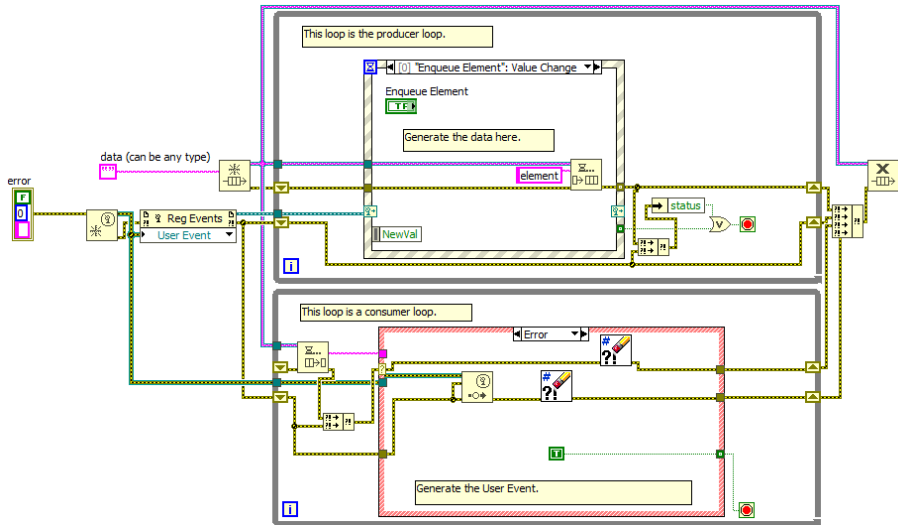 This loop is the producer loop.
[0] "Enqueue Element": Value Change
Enqueue Element
TF
Generate the data here.
data (can be any type)
element
error
F
0
Reg Events
User Event
status
NewVal
i
This loop is a consumer loop.
Error
#
?!
#
?!
T
Generate the User Event.
i